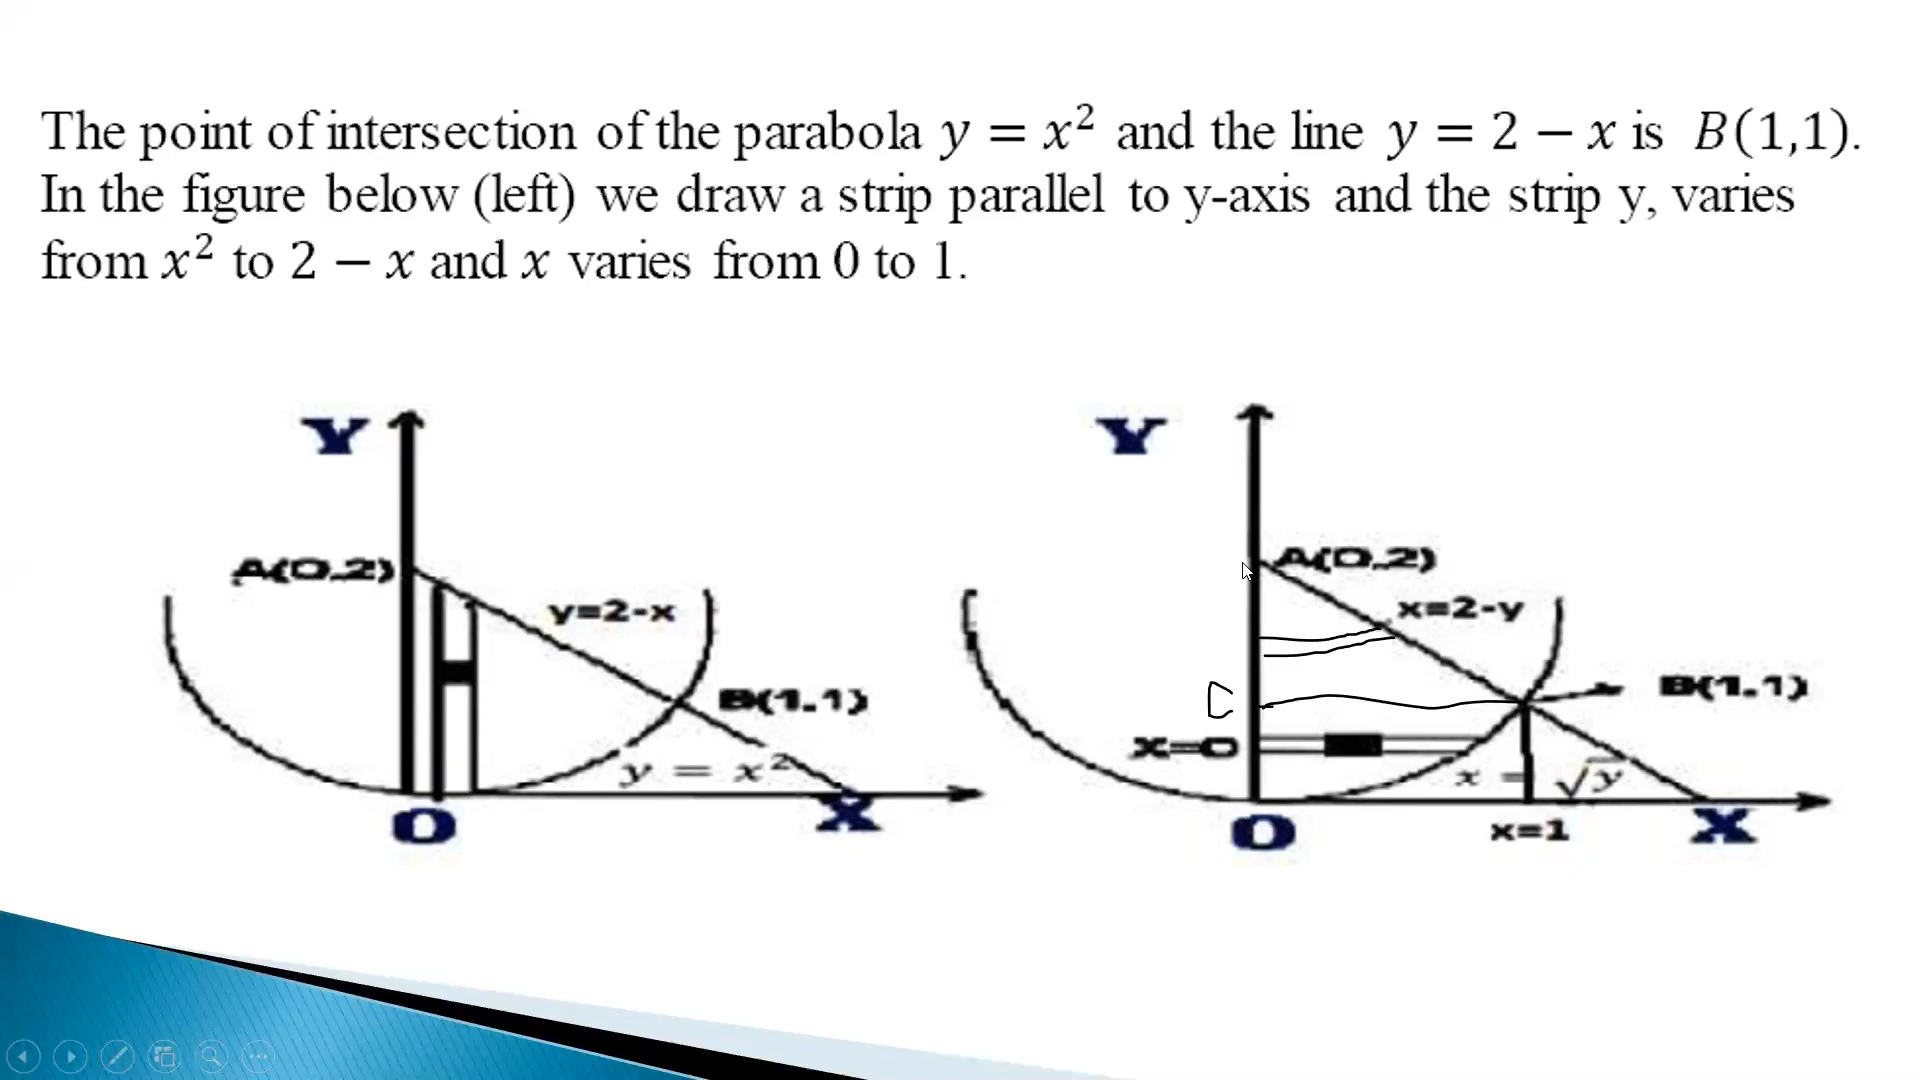 The point of intersection of the parabola y = x² and the line y = 2 − x is B(1,1).
In the figure below (left) we draw a strip parallel to y-axis and the strip y, varies
from x² to 2 − x and x varies from 0 to 1.
Y
A(0,2)
y=2-x
B(1,1)
y = x²
O
X
Y
A(0,2)
x=2-y
B(1,1)
X=0
x = √y
x=1
O
X